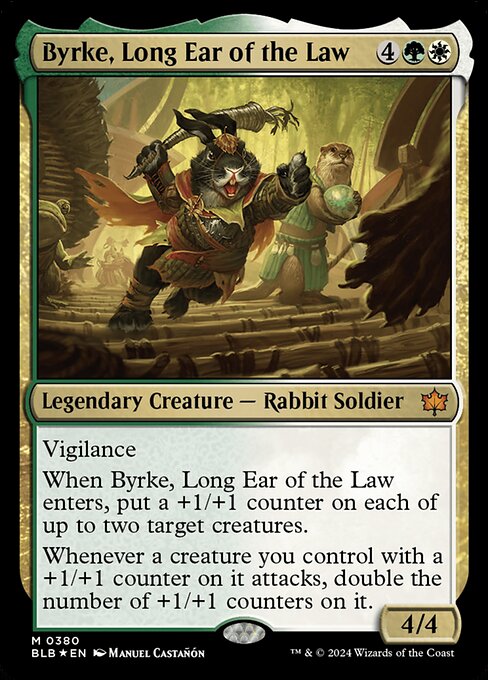 Byrke, Long Ear of the Law 4
Legendary Creature — Rabbit Soldier
Vigilance
When Byrke, Long Ear of the Law
enters, put a +1/+1 counter on each of
up to two target creatures.
Whenever a creature you control with a
+1/+1 counter on it attacks, double the
number of +1/+1 counters on it.
4/4
M 0380
BLB ★ EN Manuel Castañón
™ & © 2024 Wizards of the Coast